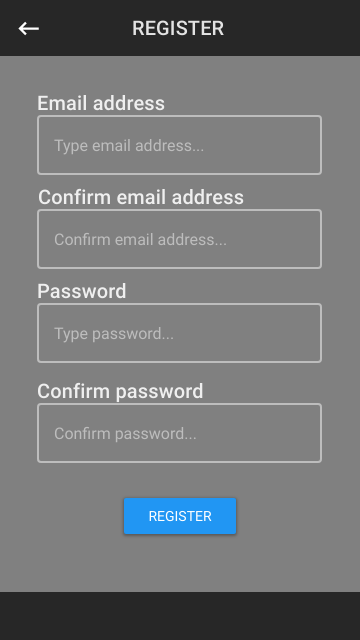 REGISTER
Email address
Type email address...
Confirm email address
Confirm email address...
Password
Type password...
Confirm password
Confirm password...
REGISTER